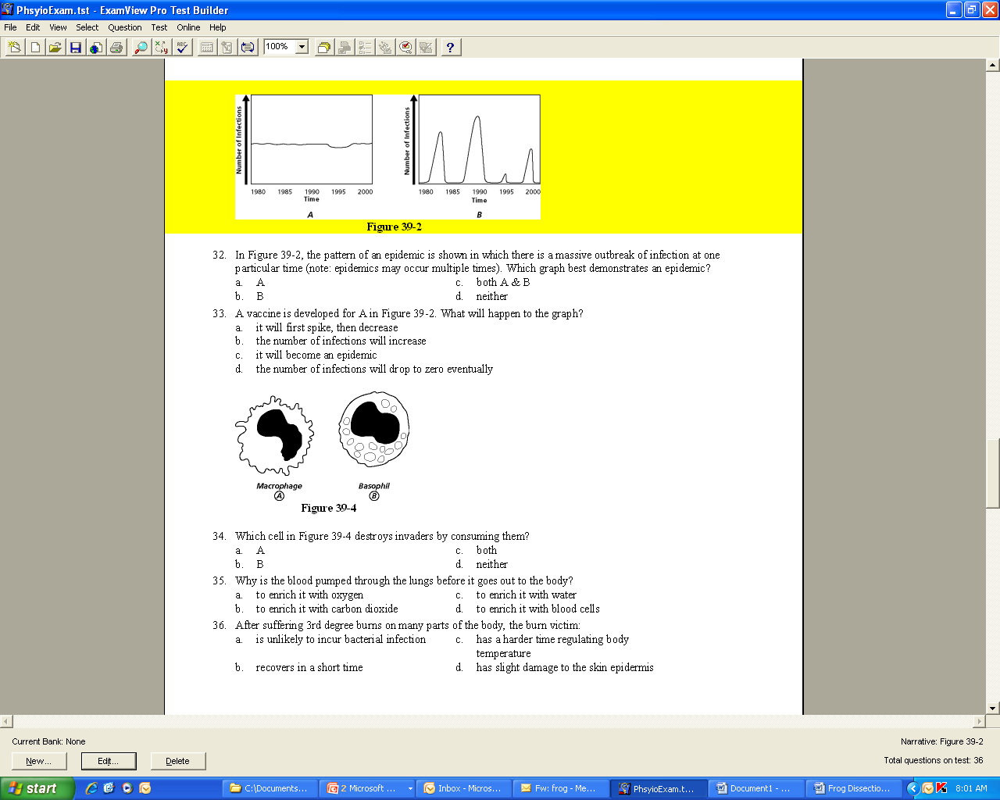 PhsyioExam.tst - ExamView Pro Test Builder
File Edit View Select Question Test Online Help
ABC 100% ?
Number of Infections
1980 1985 1990 1995 2000
Time
A
Number of Infections
1980 1985 1990 1995 2000
Time
B
Figure 39-2
32. In Figure 39-2, the pattern of an epidemic is shown in which there is a massive outbreak of infection at one
particular time (note: epidemics may occur multiple times). Which graph best demonstrates an epidemic?
a. A c. both A & B
b. B d. neither
33. A vaccine is developed for A in Figure 39-2. What will happen to the graph?
a. it will first spike, then decrease
b. the number of infections will increase
c. it will become an epidemic
d. the number of infections will drop to zero eventually
Macrophage Basophil
A B
Figure 39-4
34. Which cell in Figure 39-4 destroys invaders by consuming them?
a. A c. both
b. B d. neither
35. Why is the blood pumped through the lungs before it goes out to the body?
a. to enrich it with oxygen c. to enrich it with water
b. to enrich it with carbon dioxide d. to enrich it with blood cells
36. After suffering 3rd degree burns on many parts of the body, the burn victim:
a. is unlikely to incur bacterial infection c. has a harder time regulating body
temperature
b. recovers in a short time d. has slight damage to the skin epidermis
Current Bank: None Narrative: Figure 39-2
New... Edit... Delete Total questions on test: 36
start C:\Documents... 2 Microsoft ... Inbox - Micros... Fw: frog - Me... PhsyioExam.t... Document1 - ... Frog Dissectio... 8:01 AM